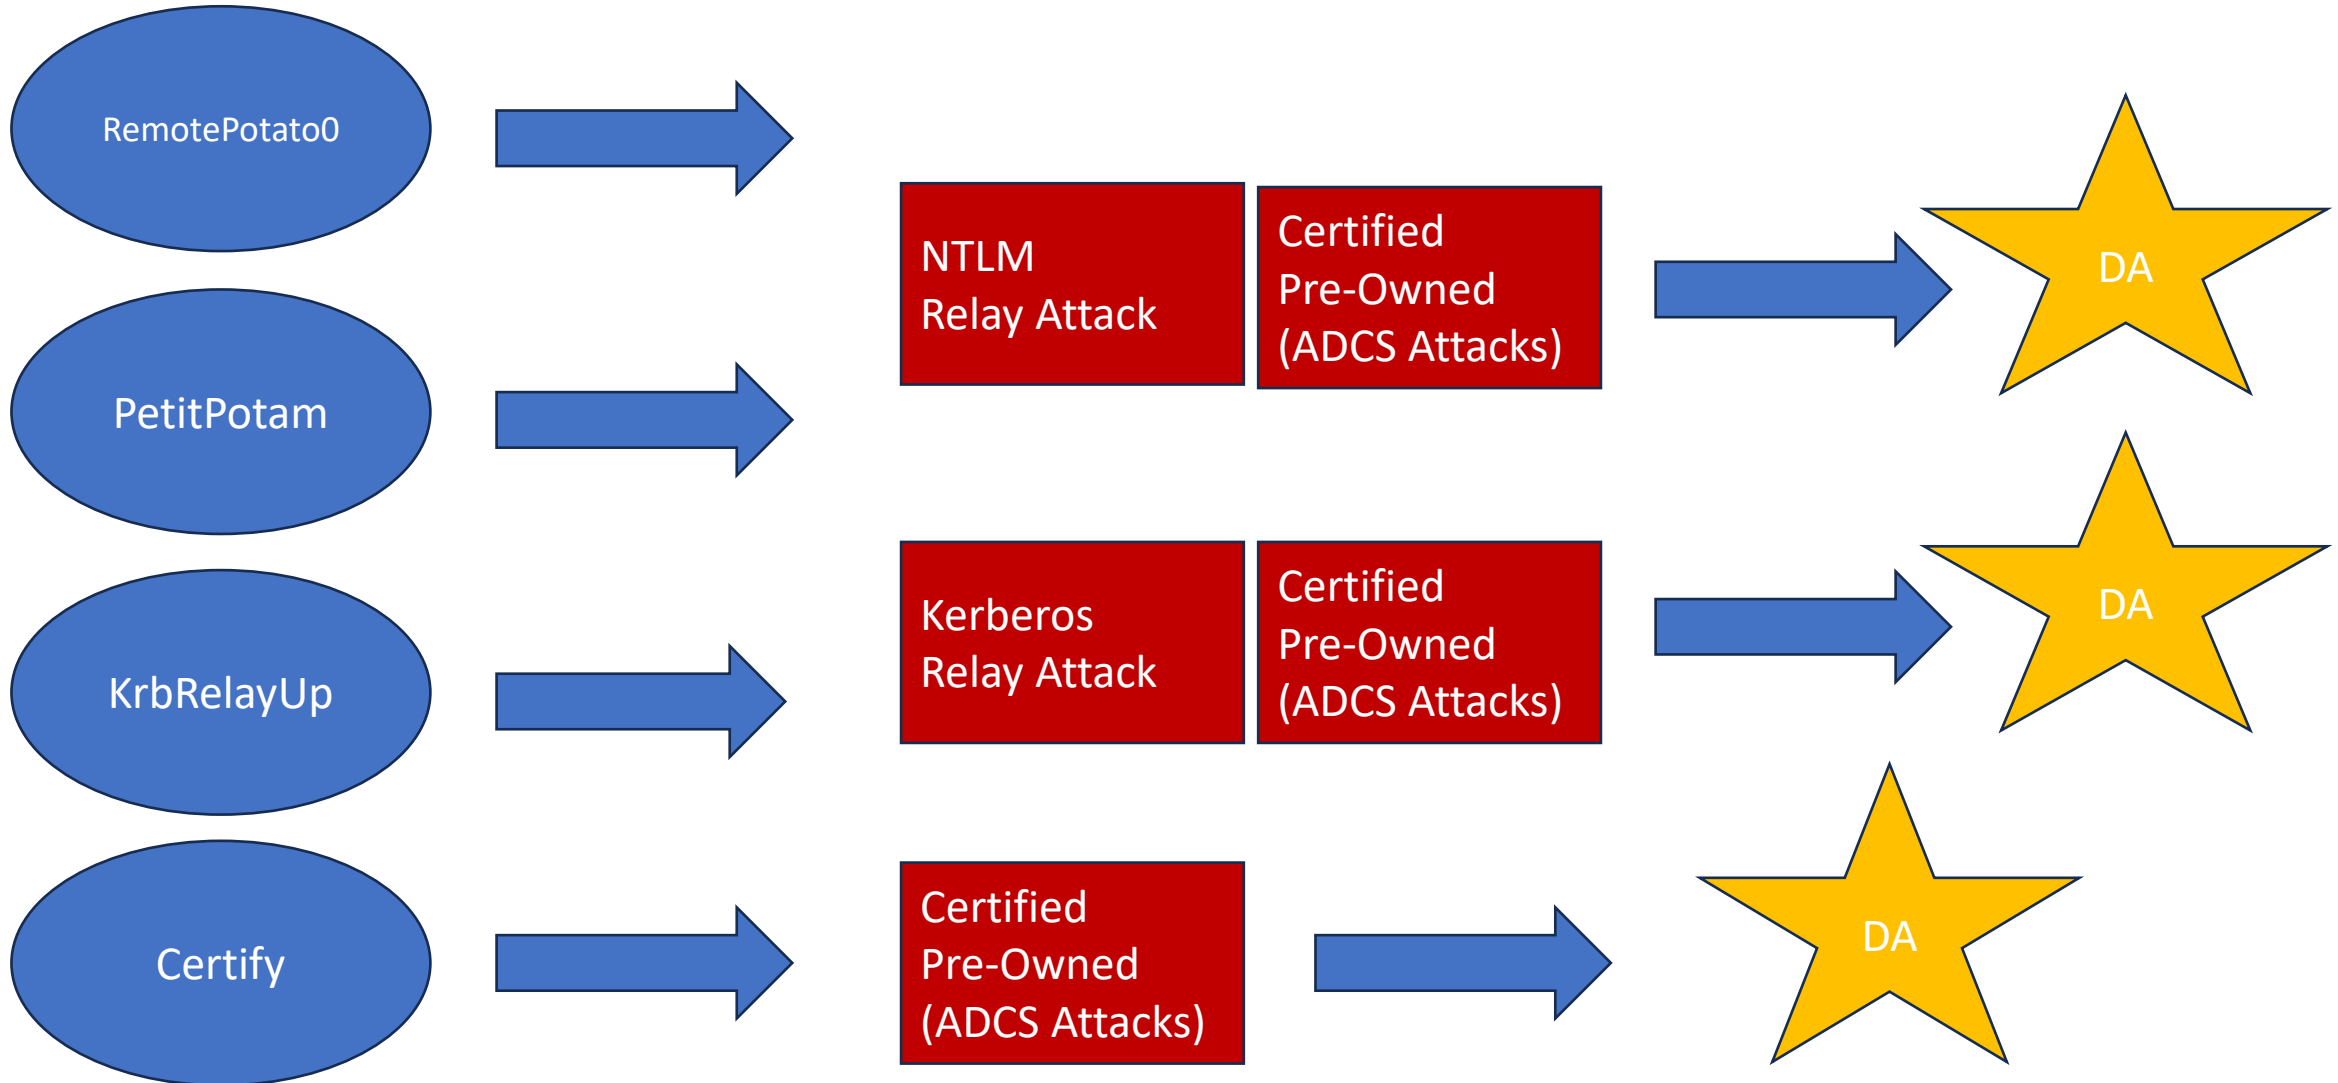 RemotePotato0
NTLM
Relay Attack
Certified
Pre-Owned
(ADCS Attacks)
DA
PetitPotam
KrbRelayUp
Kerberos
Relay Attack
Certified
Pre-Owned
(ADCS Attacks)
DA
Certify
Certified
Pre-Owned
(ADCS Attacks)
DA